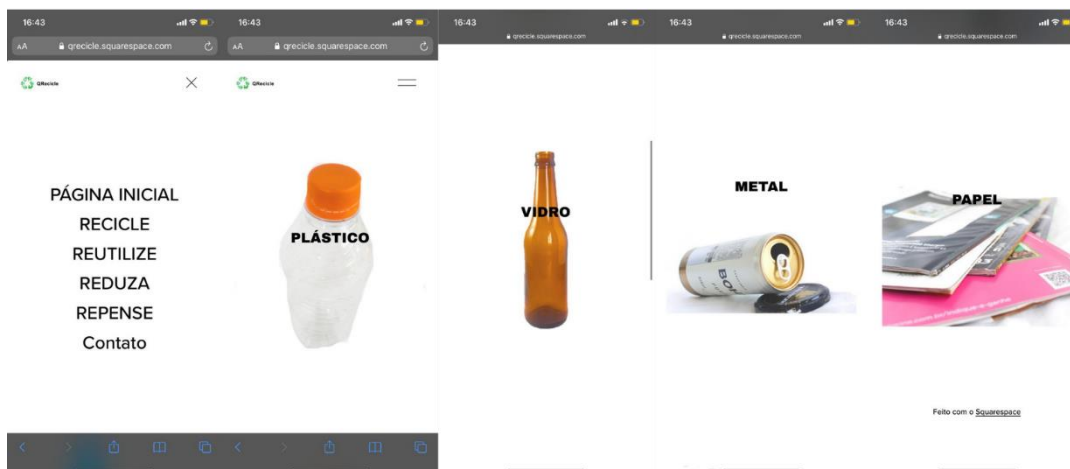 16:43
AA qrecicle.squarespace.com
QRecicle
PÁGINA INICIAL
RECICLE
REUTILIZE
REDUZA
REPENSE
Contato
16:43
AA qrecicle.squarespace.com
QRecicle
PLÁSTICO
16:43
qrecicle.squarespace.com
VIDRO
16:43
qrecicle.squarespace.com
METAL
16:43
qrecicle.squarespace.com
PAPEL
Feito com o Squarespace